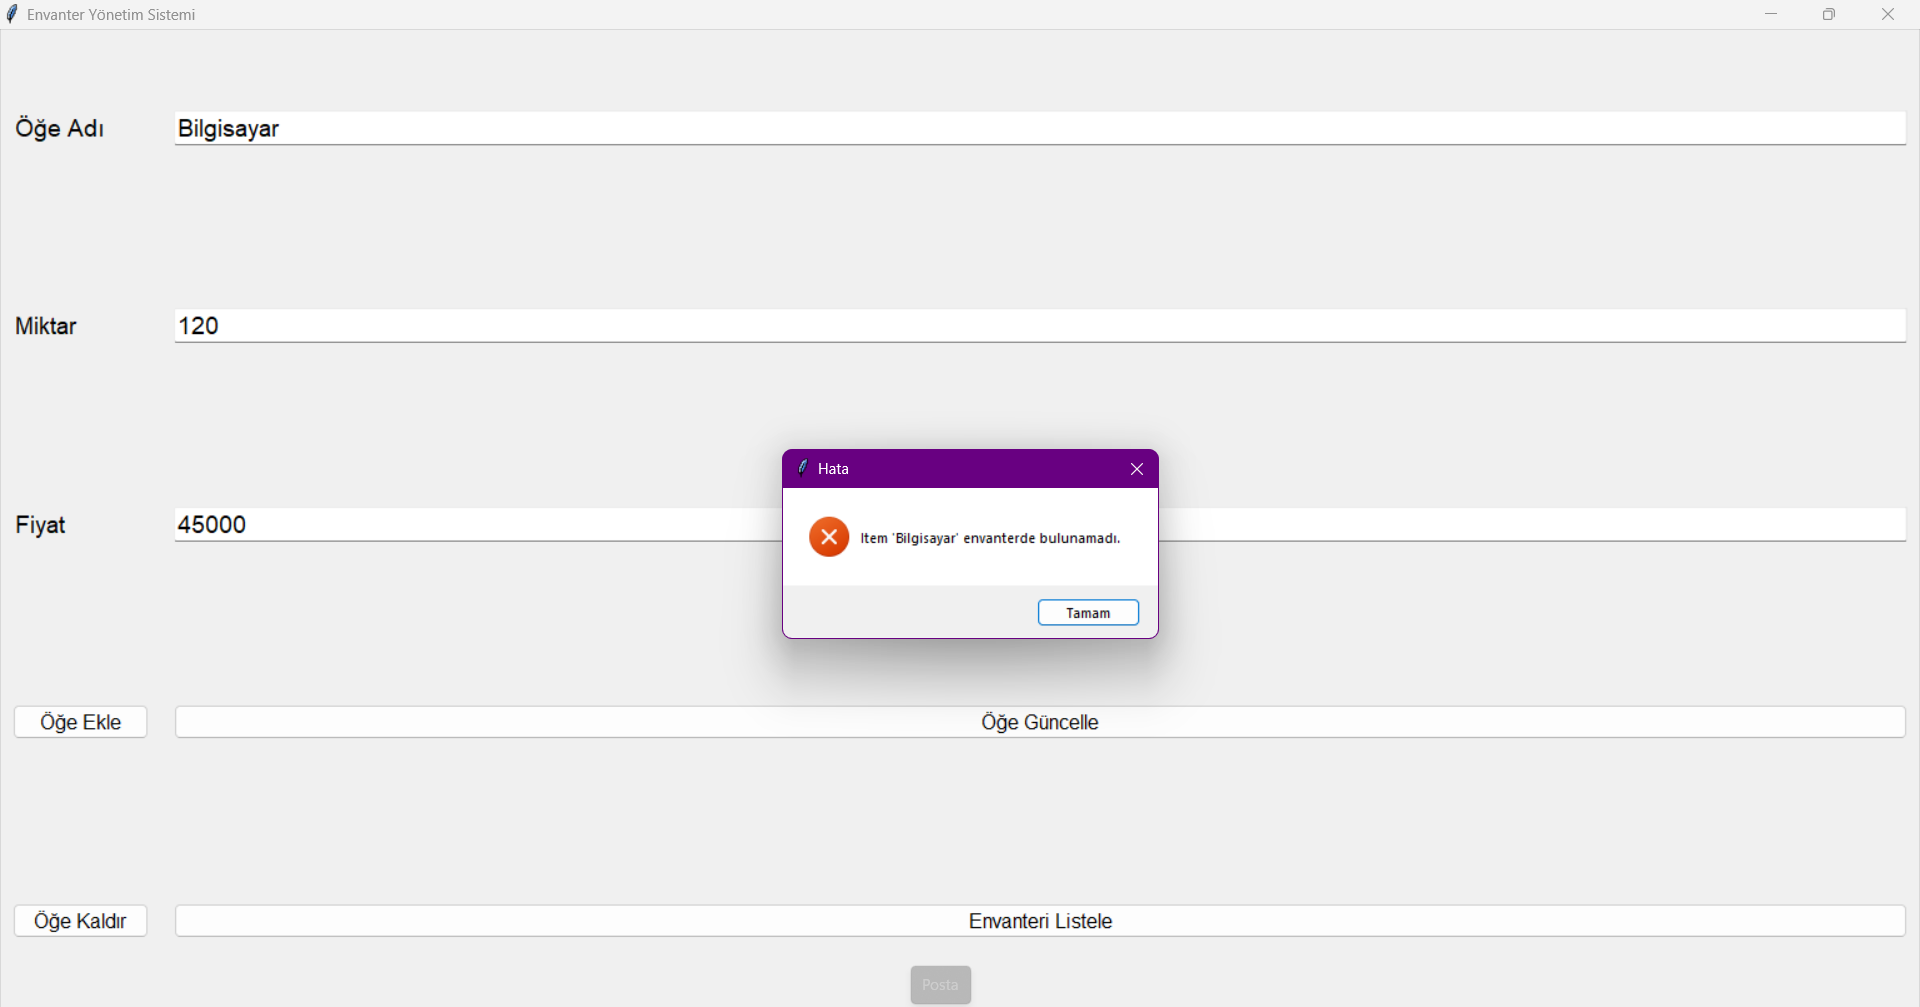 Envanter Yönetim Sistemi
Öğe Adı
Bilgisayar
Miktar
120
Fiyat
45000
Hata
Item 'Bilgisayar' envanterde bulunamadı.
Tamam
Öğe Ekle
Öğe Güncelle
Öğe Kaldır
Envanteri Listele
Posta